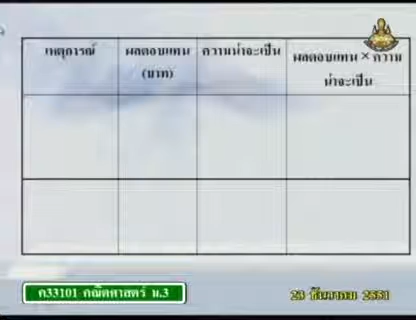 เหตุการณ์
ผลตอบแทน
(บาท)
ความน่าจะเป็น
ผลตอบแทน × ความ
น่าจะเป็น
ค33101 คณิตศาสตร์ ม.3
23 ธันวาคม 2551